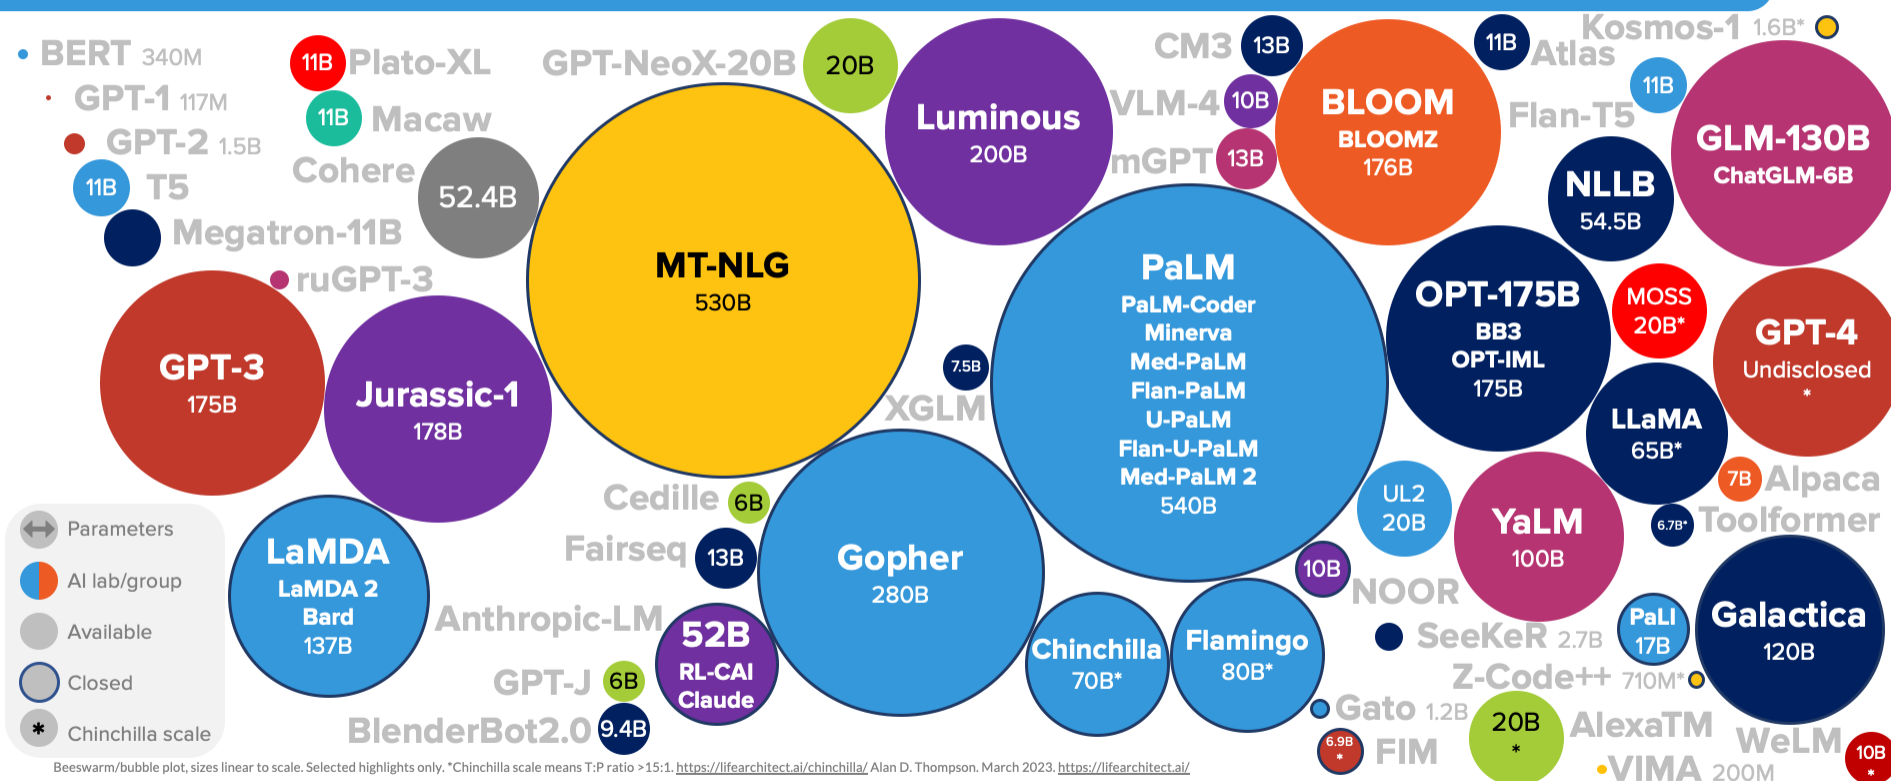 BERT 340M
GPT-1 117M
GPT-2 1.5B
11B T5
Megatron-11B
ruGPT-3
11B Plato-XL
11B Macaw
Cohere
52.4B
GPT-NeoX-20B 20B
Luminous
200B
CM3 13B
VLM-4 10B
mGPT 13B
BLOOM
BLOOMZ
176B
11B Atlas
Kosmos-1 1.6B*
11B
Flan-T5
GLM-130B
ChatGLM-6B
NLLB
54.5B
MT-NLG
530B
PaLM
PaLM-Coder
Minerva
Med-PaLM
Flan-PaLM
U-PaLM
Flan-U-PaLM
Med-PaLM 2
540B
OPT-175B
BB3
OPT-IML
175B
MOSS
20B*
GPT-4
Undisclosed
*
GPT-3
175B
Jurassic-1
178B
7.5B
XGLM
LLaMA
65B*
7B Alpaca
6.7B* Toolformer
UL2
20B
YaLM
100B
Cedille 6B
Fairseq 13B
Gopher
280B
LaMDA
LaMDA 2
Bard
137B
Anthropic-LM
52B
RL-CAI
Claude
GPT-J 6B
BlenderBot2.0 9.4B
Chinchilla
70B*
Flamingo
80B*
10B
NOOR
SeeKeR 2.7B
PaLI
17B
Galactica
120B
Z-Code++ 710M*
Gato 1.2B
6.9B
*
FIM
20B
*
AlexaTM
WeLM
10B
*
VIMA 200M
Parameters
AI lab/group
Available
Closed
* Chinchilla scale
Beeswarm/bubble plot, sizes linear to scale. Selected highlights only. *Chinchilla scale means T:P ratio >15:1. https://lifearchitect.ai/chinchilla/ Alan D. Thompson. March 2023. https://lifearchitect.ai/